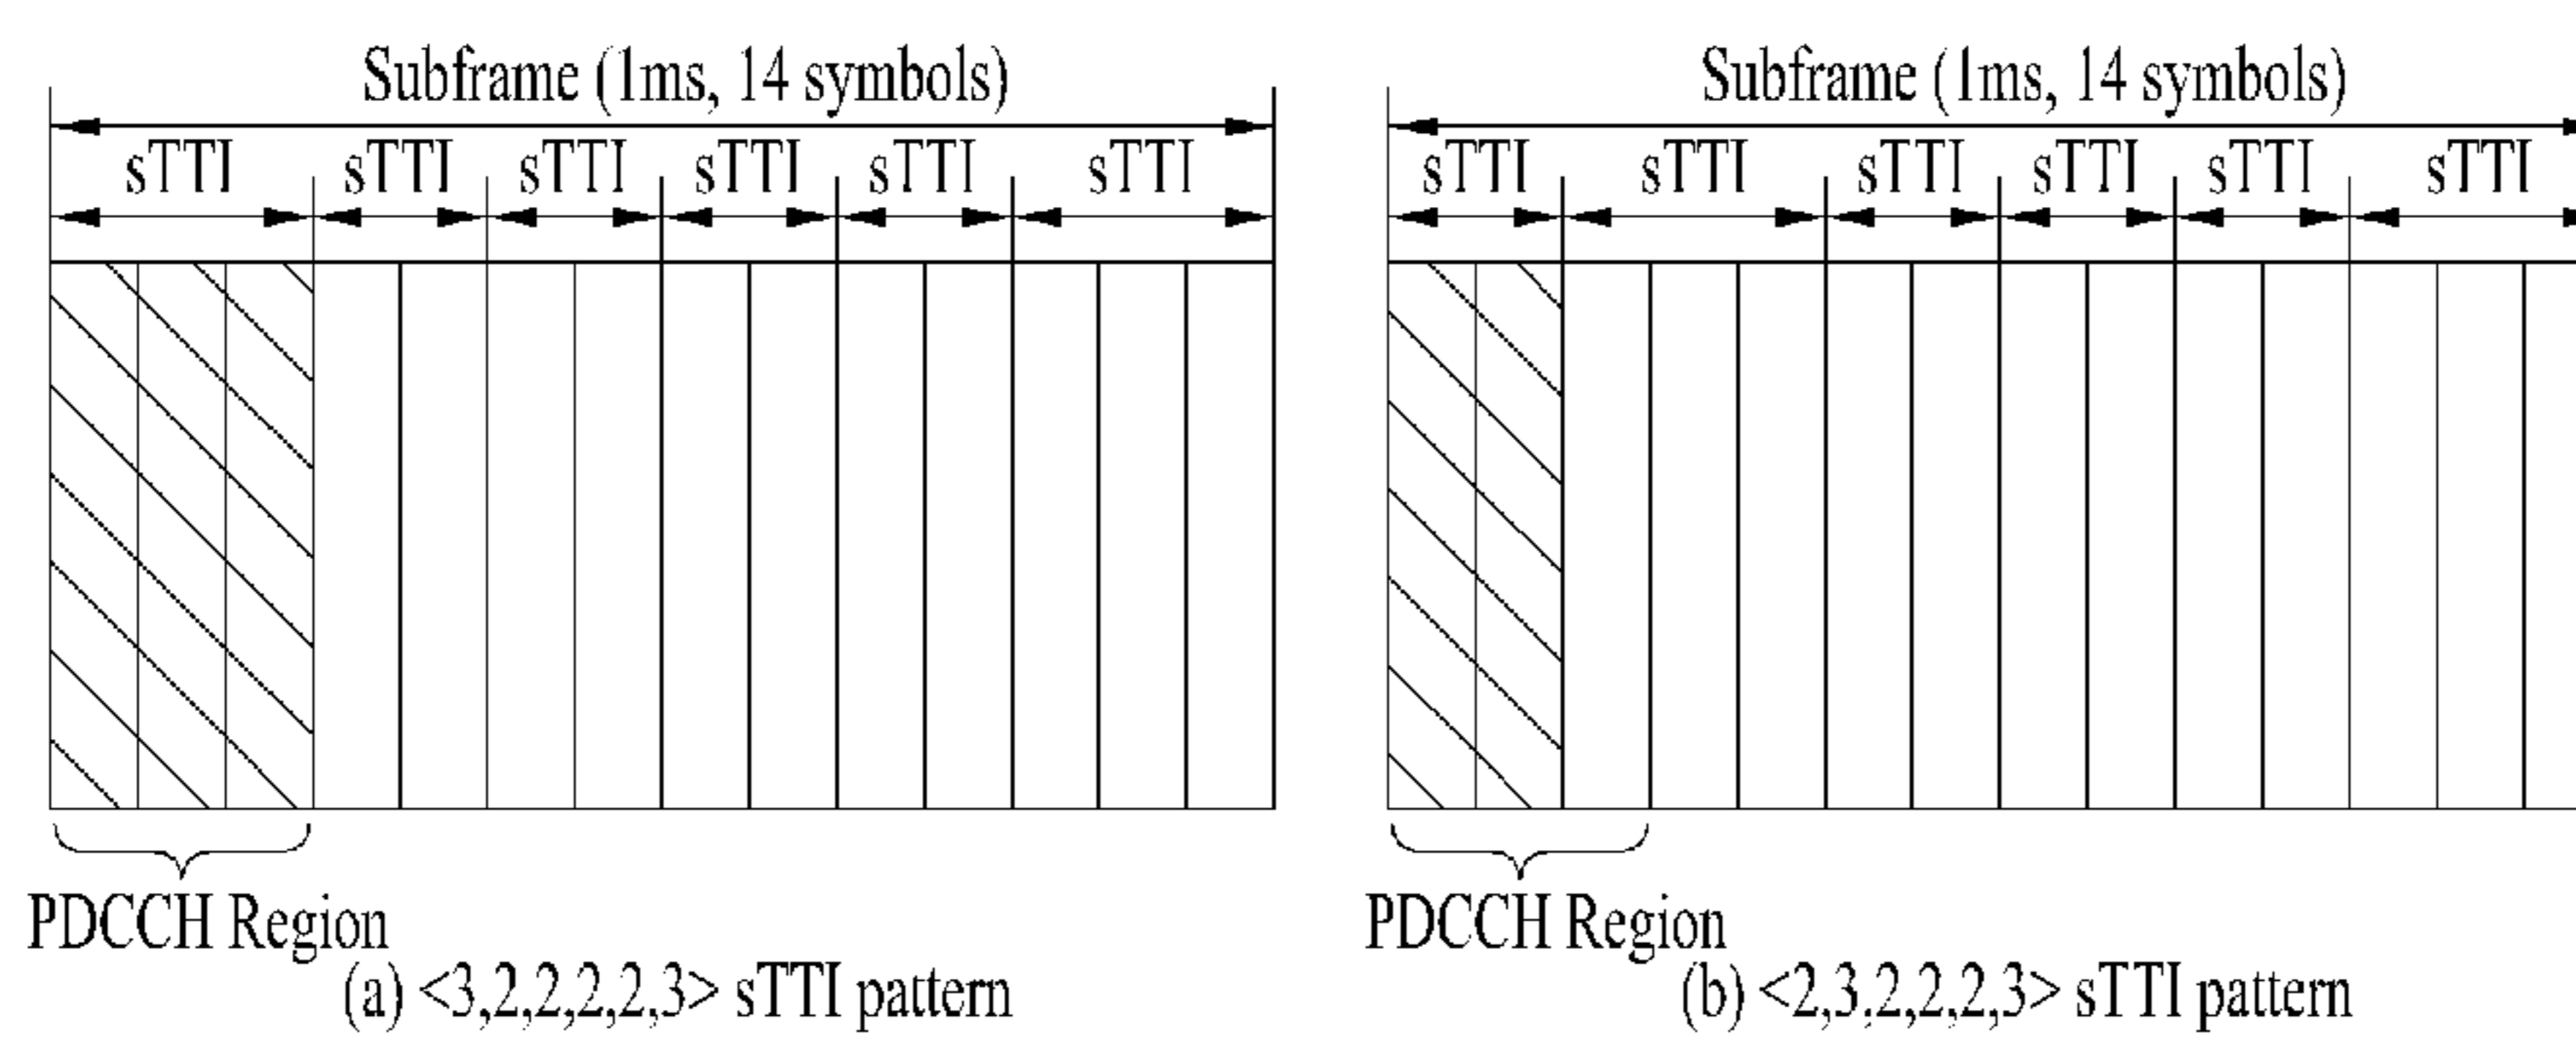 Subframe (1ms, 14 symbols)
sTTI sTTI sTTI sTTI sTTI sTTI
PDCCH Region
(a) <3,2,2,2,2,3> sTTI pattern
Subframe (1ms, 14 symbols)
sTTI sTTI sTTI sTTI sTTI sTTI
PDCCH Region
(b) <2,3,2,2,2,3> sTTI pattern